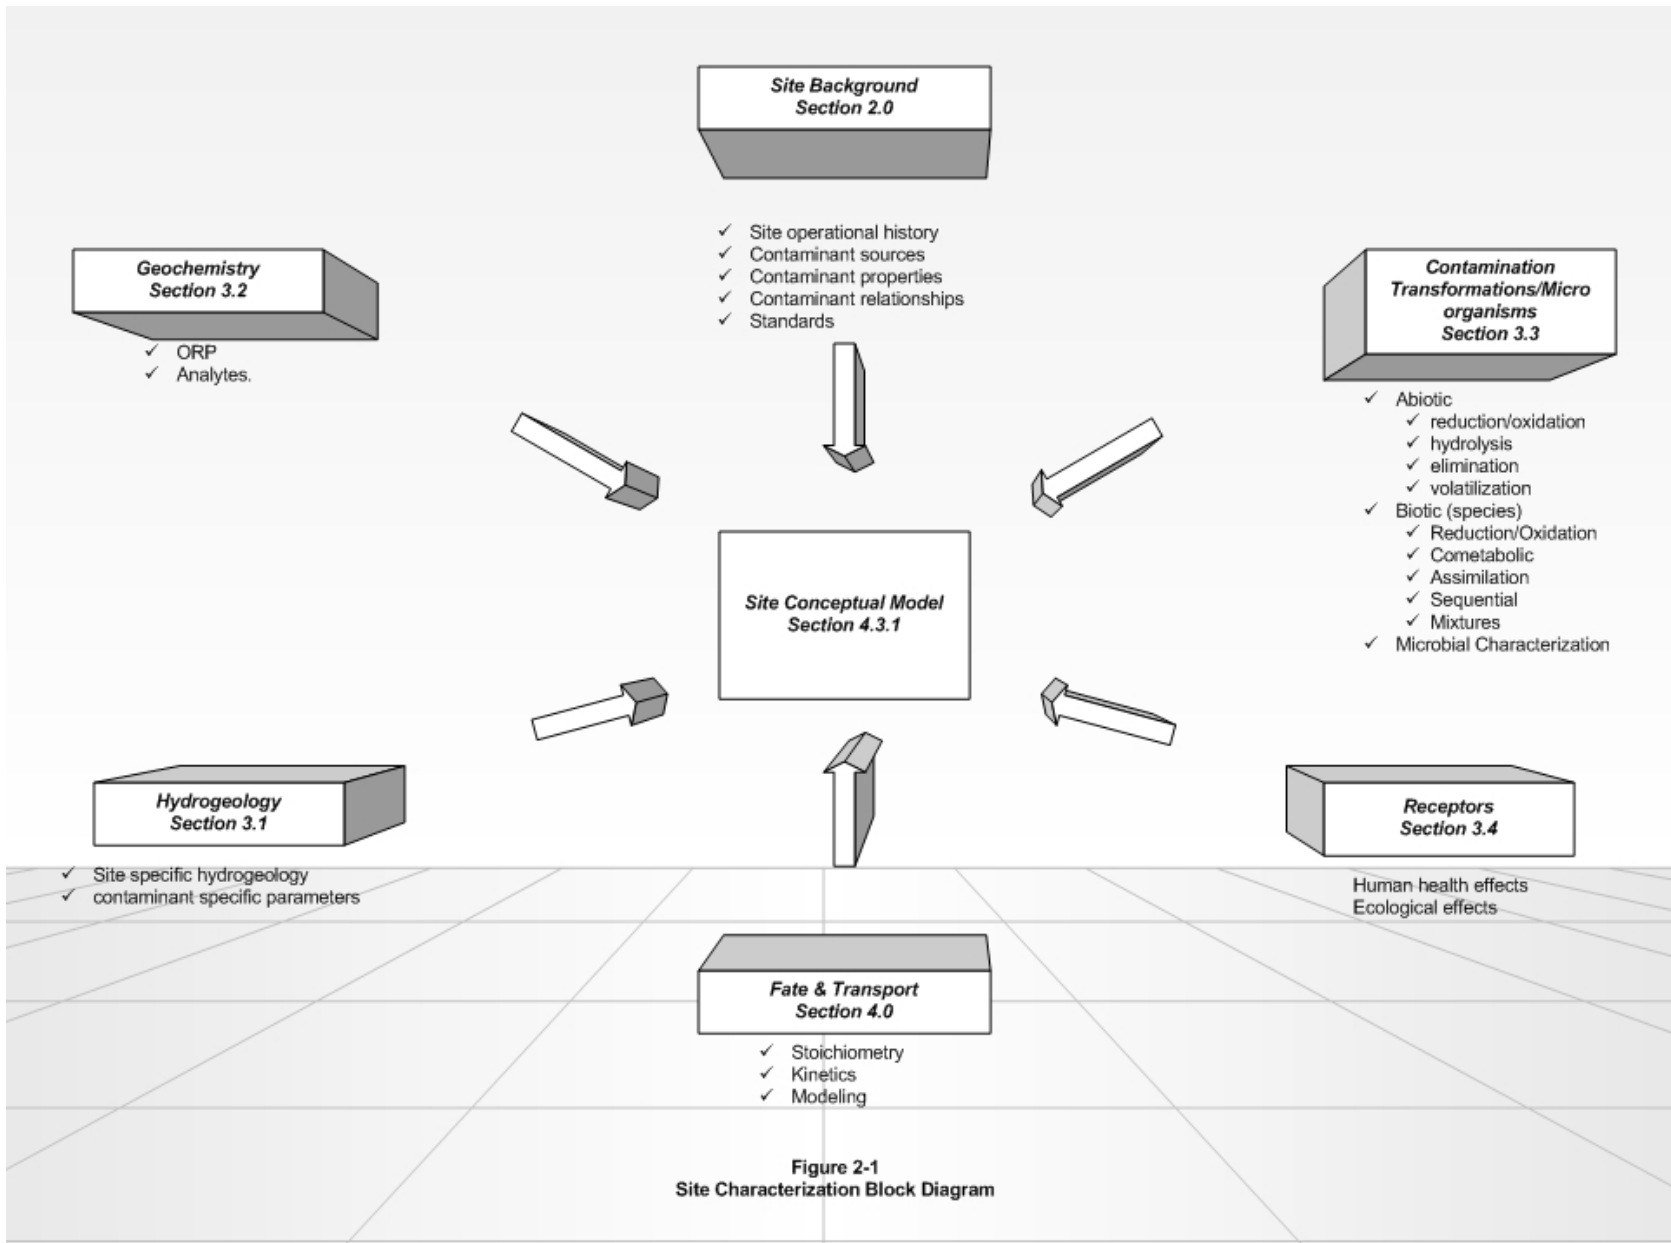 Site Background
Section 2.0
✓ Site operational history
✓ Contaminant sources
✓ Contaminant properties
✓ Contaminant relationships
✓ Standards
Geochemistry
Section 3.2
✓ ORP
✓ Analytes.
Contamination
Transformations/Micro
organisms
Section 3.3
✓ Abiotic
✓ reduction/oxidation
✓ hydrolysis
✓ elimination
✓ volatilization
✓ Biotic (species)
✓ Reduction/Oxidation
✓ Cometabolic
✓ Assimilation
✓ Sequential
✓ Mixtures
✓ Microbial Characterization
Site Conceptual Model
Section 4.3.1
Hydrogeology
Section 3.1
✓ Site specific hydrogeology
✓ contaminant specific parameters
Receptors
Section 3.4
Human health effects
Ecological effects
Fate & Transport
Section 4.0
✓ Stoichiometry
✓ Kinetics
✓ Modeling
Figure 2-1
Site Characterization Block Diagram